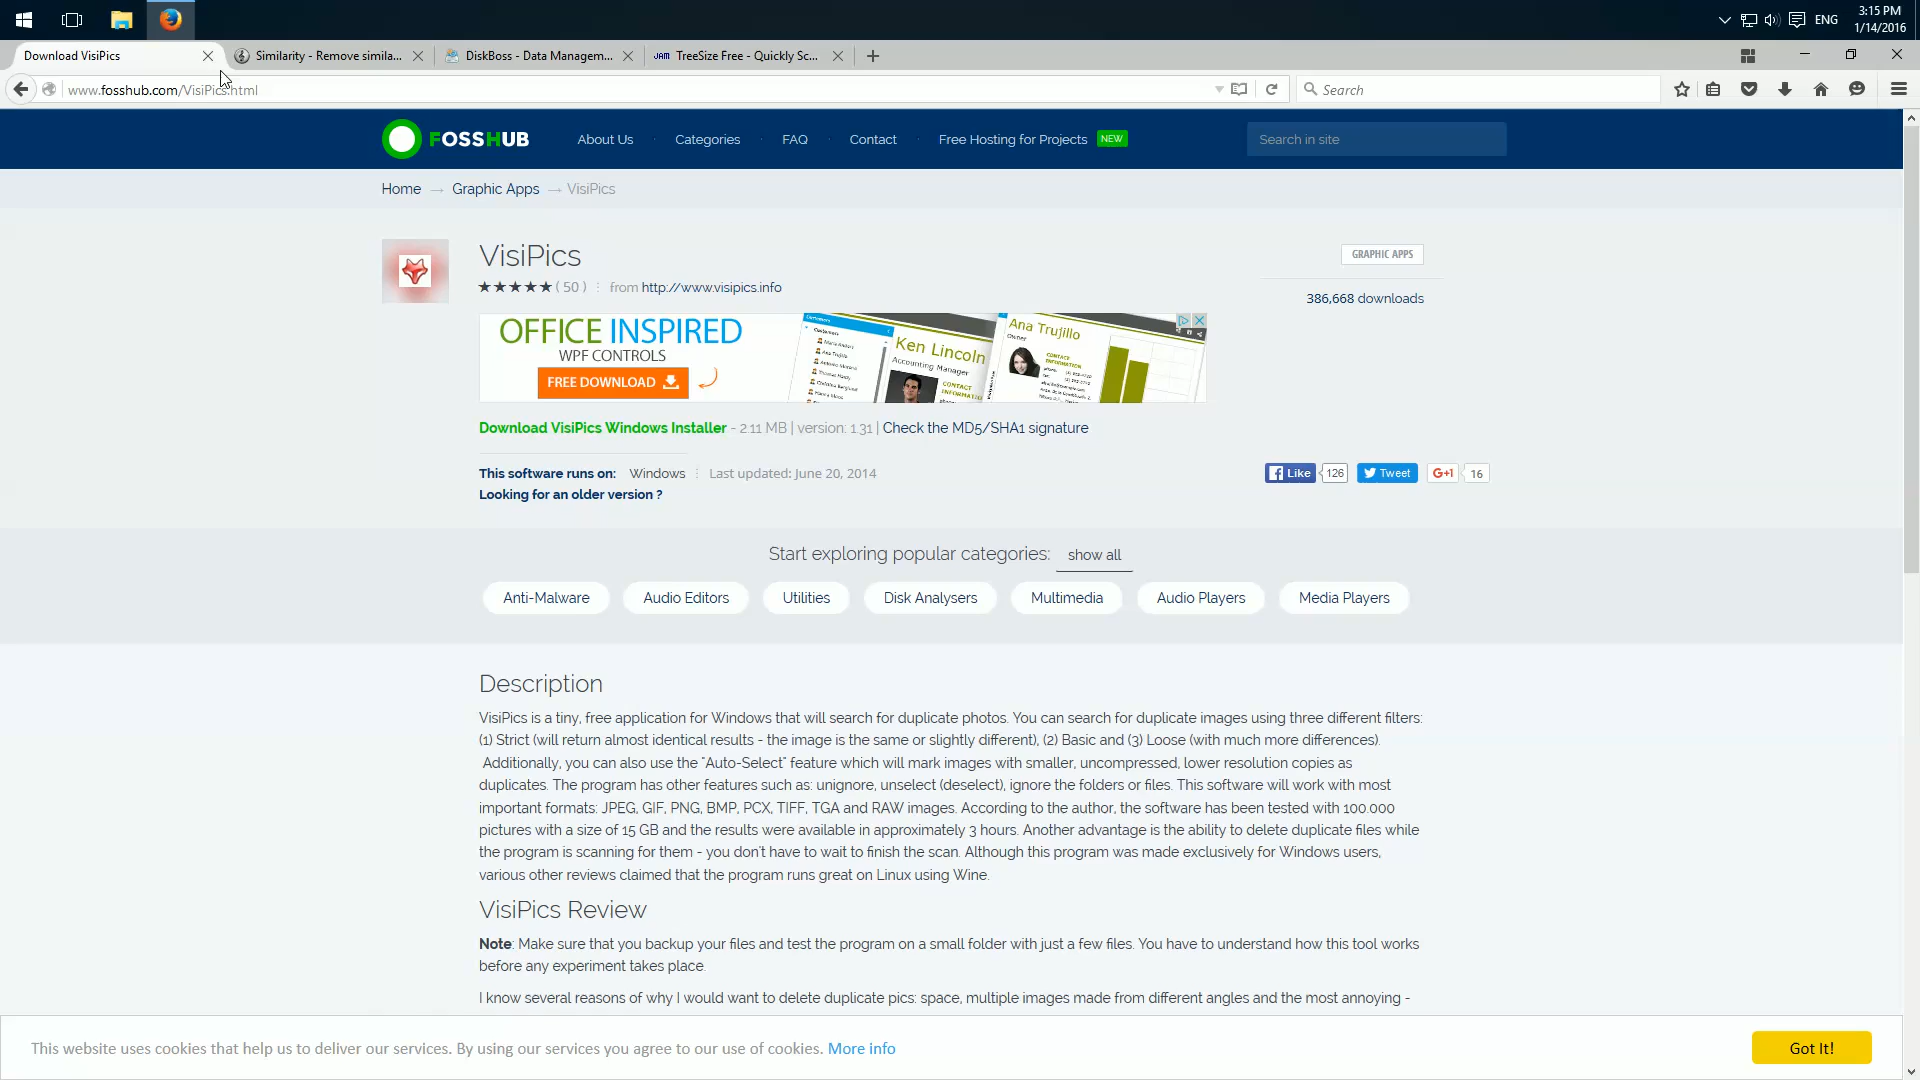 ENG
3:15 PM
1/14/2016
Download VisiPics
Similarity - Remove simila...
DiskBoss - Data Managem...
JAM TreeSize Free - Quickly Sc...
www.fosshub.com/VisiPics.html
Search
FOSSHUB
About Us
Categories
FAQ
Contact
Free Hosting for Projects
NEW
Search in site
Home → Graphic Apps → VisiPics
VisiPics
GRAPHIC APPS
( 50 )
from http://www.visipics.info
386,668 downloads
OFFICE INSPIRED
WPF CONTROLS
FREE DOWNLOAD
Customers
Ken Lincoln
Accounting Manager
CONTACT
INFORMATION
Ana Trujillo
Owner
CONTACT
INFORMATION
Download VisiPics Windows Installer - 2.11 MB | version: 1.31 | Check the MD5/SHA1 signature
This software runs on: Windows
Last updated: June 20, 2014
Like 126
Tweet
G+1 16
Looking for an older version ?
Start exploring popular categories: show all
Anti-Malware
Audio Editors
Utilities
Disk Analysers
Multimedia
Audio Players
Media Players
Description
VisiPics is a tiny, free application for Windows that will search for duplicate photos. You can search for duplicate images using three different filters:
(1) Strict (will return almost identical results - the image is the same or slightly different), (2) Basic and (3) Loose (with much more differences).
Additionally, you can also use the "Auto-Select" feature which will mark images with smaller, uncompressed, lower resolution copies as
duplicates. The program has other features such as: unignore, unselect (deselect), ignore the folders or files. This software will work with most
important formats: JPEG, GIF, PNG, BMP, PCX, TIFF, TGA and RAW images. According to the author, the software has been tested with 100.000
pictures with a size of 15 GB and the results were available in approximately 3 hours. Another advantage is the ability to delete duplicate files while
the program is scanning for them - you don't have to wait to finish the scan. Although this program was made exclusively for Windows users,
various other reviews claimed that the program runs great on Linux using Wine.
VisiPics Review
Note: Make sure that you backup your files and test the program on a small folder with just a few files. You have to understand how this tool works
before any experiment takes place.
I know several reasons of why I would want to delete duplicate pics: space, multiple images made from different angles and the most annoying -
This website uses cookies that help us to deliver our services. By using our services you agree to our use of cookies. More info
Got It!